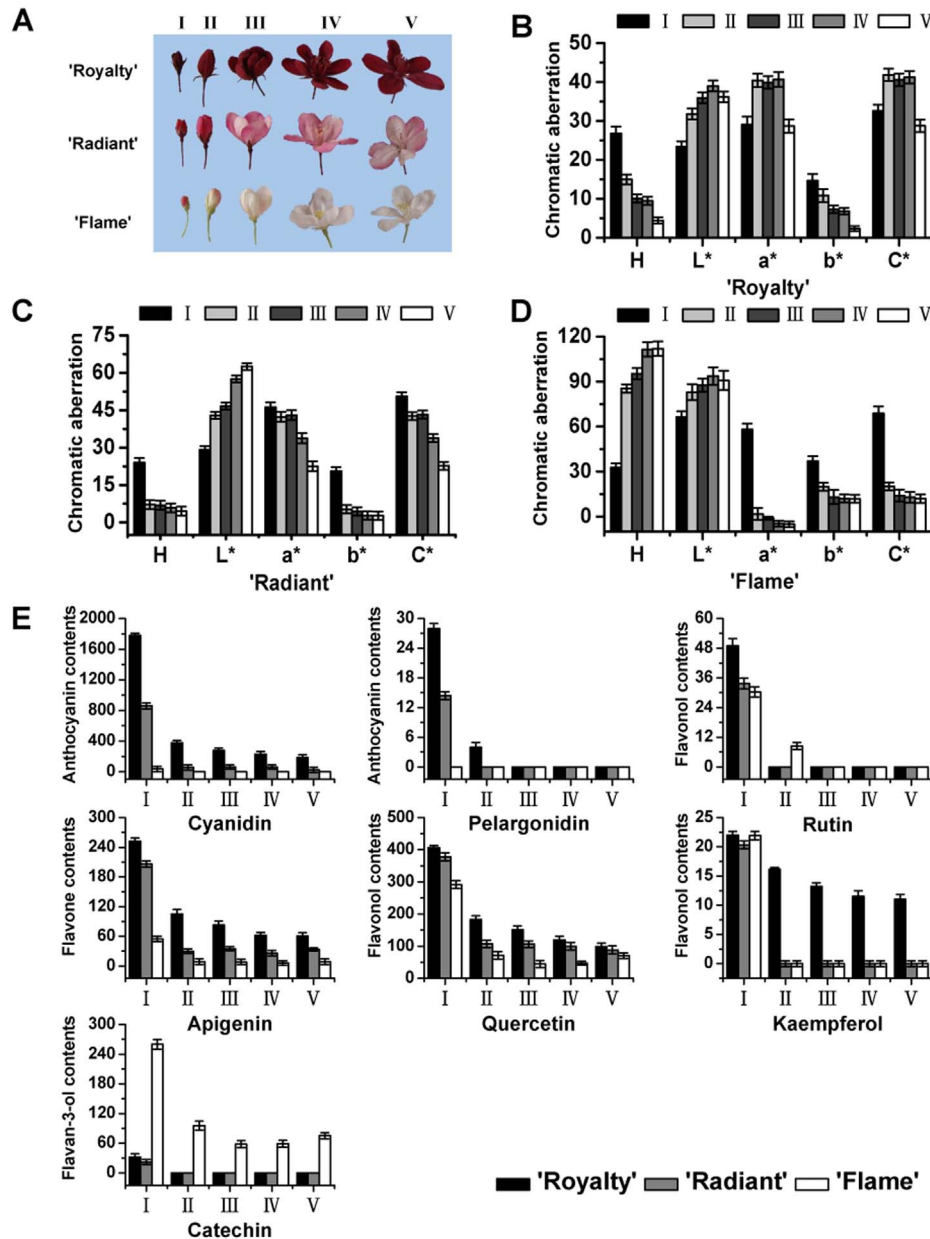 A
I II III IV V
'Royalty'
'Radiant'
'Flame'
B
I II III IV V
Chromatic aberration
50
40
30
20
10
0
H L* a* b* C*
'Royalty'
C
I II III IV V
Chromatic aberration
75
60
45
30
15
0
H L* a* b* C*
'Radiant'
D
I II III IV V
Chromatic aberration
120
90
60
30
0
H L* a* b* C*
'Flame'
E
Anthocyanin contents
2000
1600
1200
800
400
0
I II III IV V
Cyanidin
Anthocyanin contents
30
26
22
18
14
10
6
2
0
I II III IV V
Pelargonidin
Flavonol contents
60
48
36
24
12
0
I II III IV V
Rutin
Flavone contents
300
240
180
120
60
0
I II III IV V
Apigenin
Flavonol contents
500
400
300
200
100
0
I II III IV V
Quercetin
Flavonol contents
25
22
15
10
5
0
I II III IV V
Kaempferol
Flavan-3-ol contents
300
240
180
120
60
0
I II III IV V
Catechin
'Royalty' 'Radiant' 'Flame'